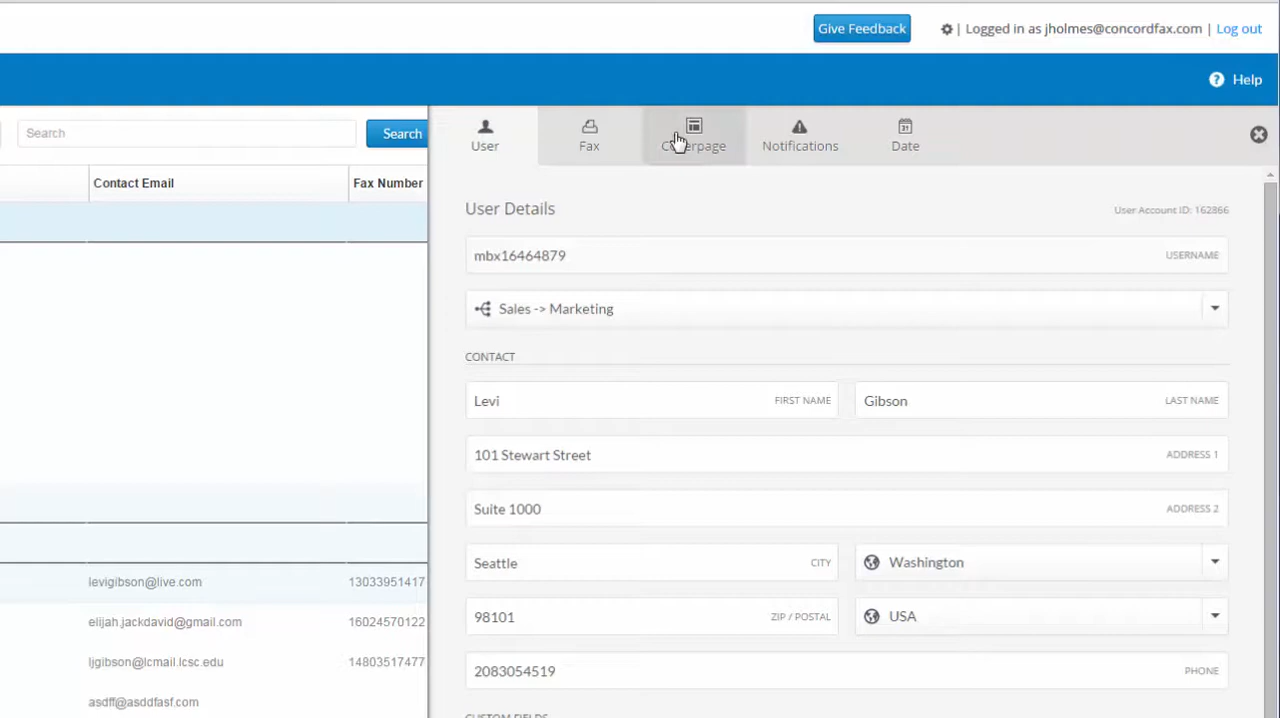 Give Feedback | Logged in as jholmes@concordfax.com | Log out
Help
Search Search
User Fax Coverpage Notifications Date
Contact Email Fax Number
User Details User Account ID: 162866
mbx16464879 USERNAME
Sales -> Marketing
CONTACT
Levi FIRST NAME Gibson LAST NAME
101 Stewart Street ADDRESS 1
Suite 1000 ADDRESS 2
Seattle CITY Washington
levigibson@live.com 13033951417
98101 ZIP / POSTAL USA
elijah.jackdavid@gmail.com 16024570122
ljgibson@lcmail.lcsc.edu 14803517477
2083054519 PHONE
asdff@asddfasf.com
CUSTOM FIELDS